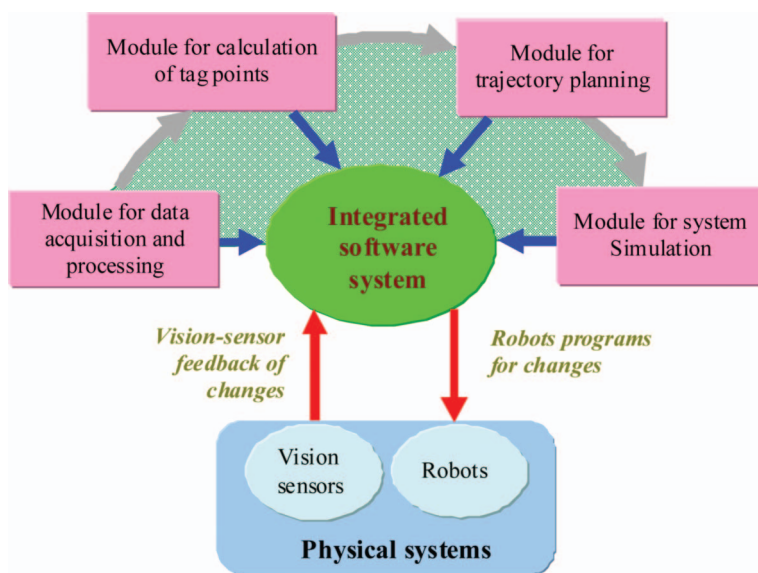 Module for calculation
of tag points
Module for
trajectory planning
Module for data
acquisition and
processing
Integrated
software
system
Module for system
Simulation
Vision-sensor
feedback of
changes
Robots programs
for changes
Vision
sensors
Robots
Physical systems